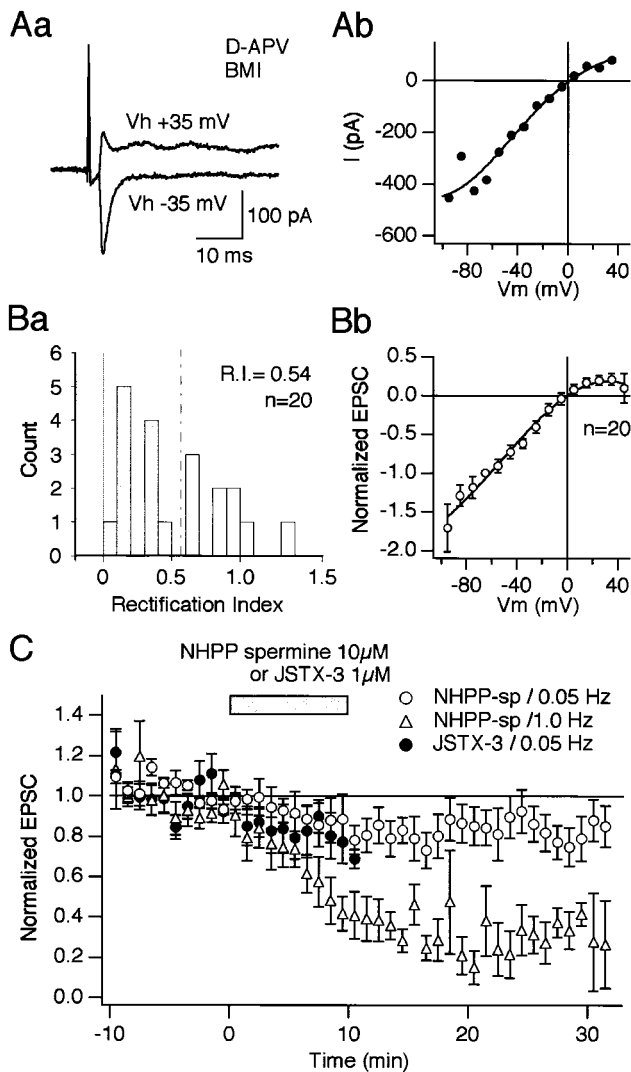 Aa
D-APV
BMI
Vh +35 mV
Vh -35 mV
100 pA
10 ms
Ab
I (pA)
0
-200
-400
-600
-80
-40
0
40
Vm (mV)
Ba
Count
6
5
4
3
2
1
0
R.I.= 0.54
n=20
0
0.5
1.0
1.5
Rectification Index
Bb
Normalized EPSC
0.5
0.0
-0.5
-1.0
-1.5
-2.0
n=20
-80
-40
0
40
Vm (mV)
C
NHPP spermine 10µM
or JSTX-3 1µM
NHPP-sp / 0.05 Hz
NHPP-sp /1.0 Hz
JSTX-3 / 0.05 Hz
Normalized EPSC
1.4
1.2
1.0
0.8
0.6
0.4
0.2
0.0
-10
0
10
20
30
Time (min)